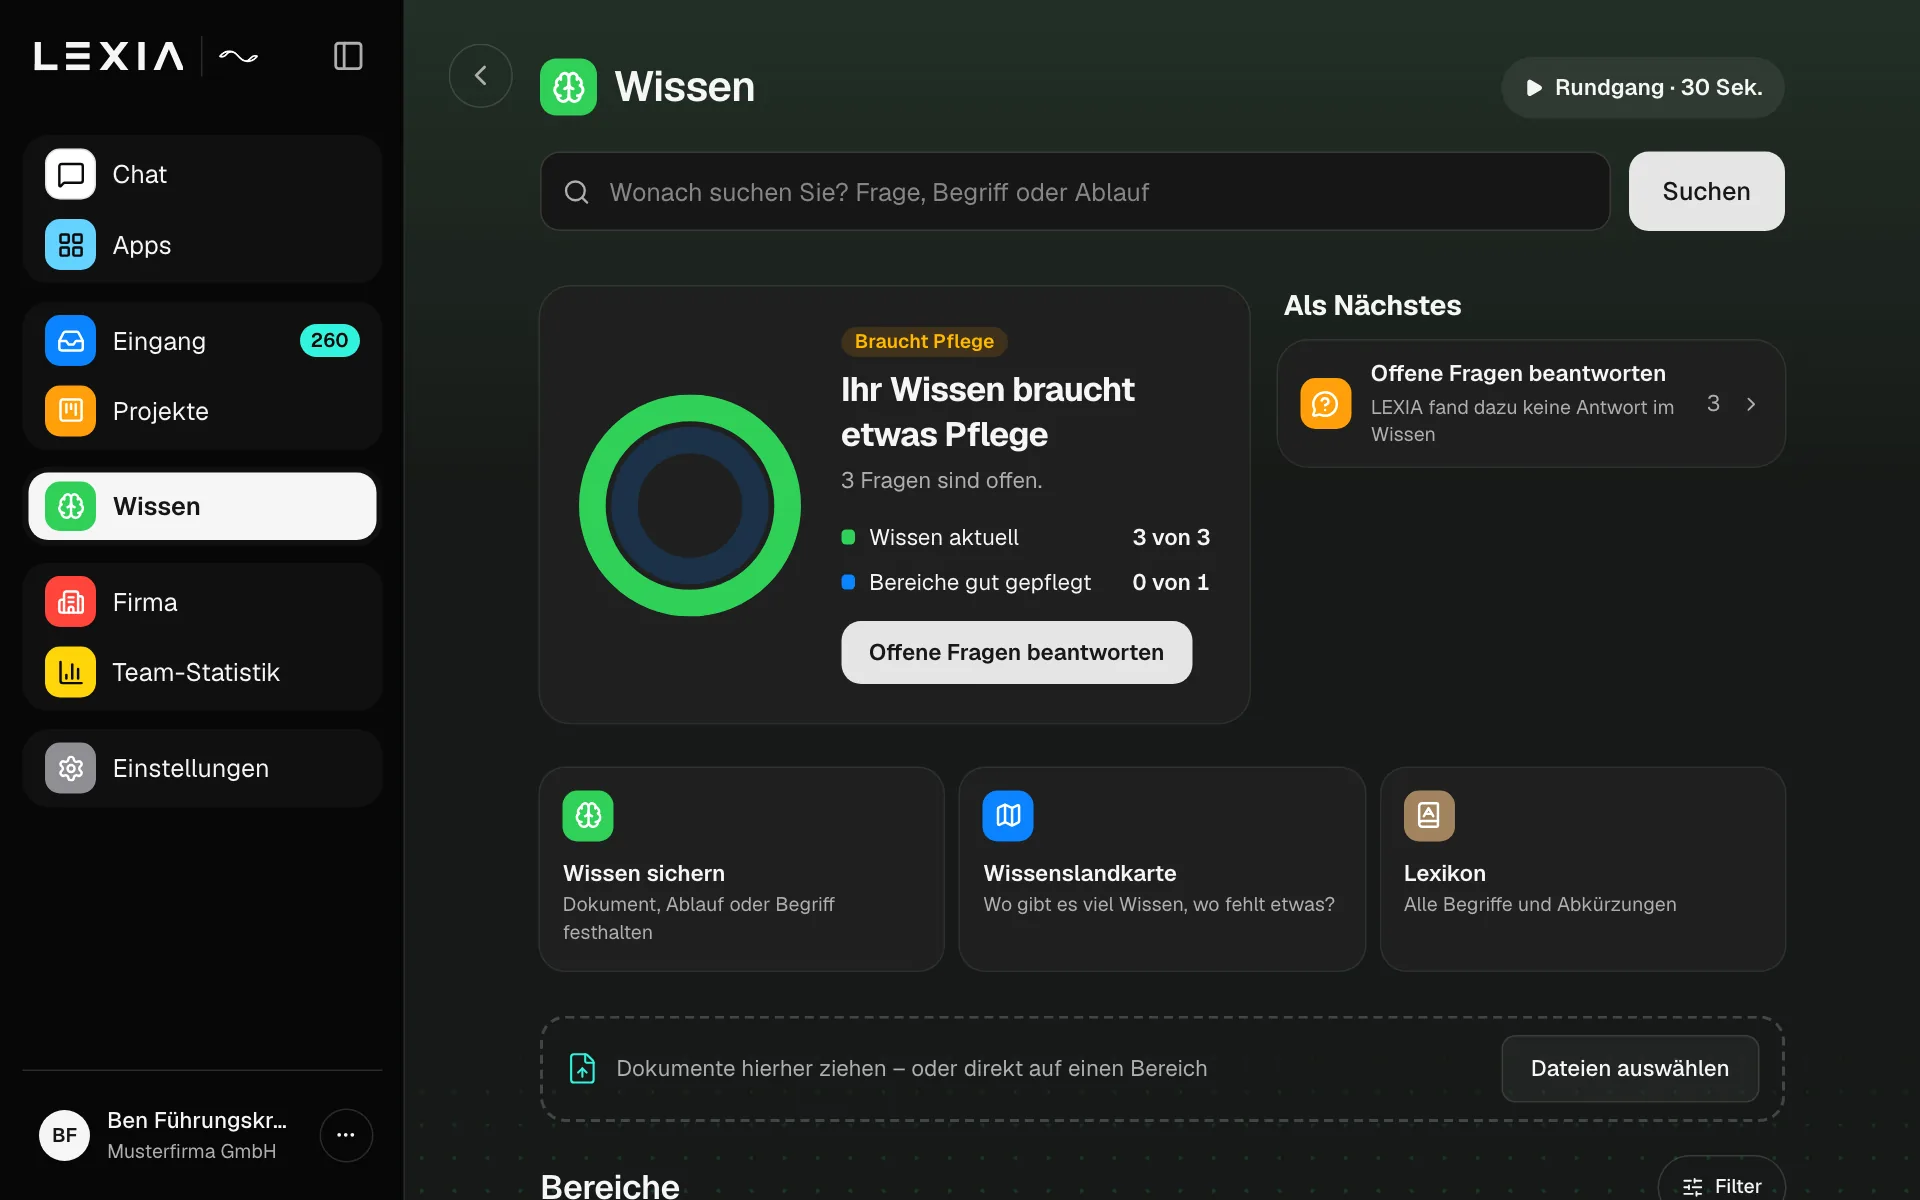 LEXIA
Chat
Apps
Eingang
260
Projekte
Wissen
Firma
Team-Statistik
Einstellungen
BF
Ben Führungskr...
Musterfirma GmbH
Wissen
Rundgang · 30 Sek.
Wonach suchen Sie? Frage, Begriff oder Ablauf
Suchen
Braucht Pflege
Ihr Wissen braucht
etwas Pflege
3 Fragen sind offen.
Wissen aktuell 3 von 3
Bereiche gut gepflegt 0 von 1
Offene Fragen beantworten
Als Nächstes
Offene Fragen beantworten
LEXIA fand dazu keine Antwort im
Wissen
3
Wissen sichern
Dokument, Ablauf oder Begriff
festhalten
Wissenslandkarte
Wo gibt es viel Wissen, wo fehlt etwas?
Lexikon
Alle Begriffe und Abkürzungen
Dokumente hierher ziehen – oder direkt auf einen Bereich
Dateien auswählen
Bereiche
Filter